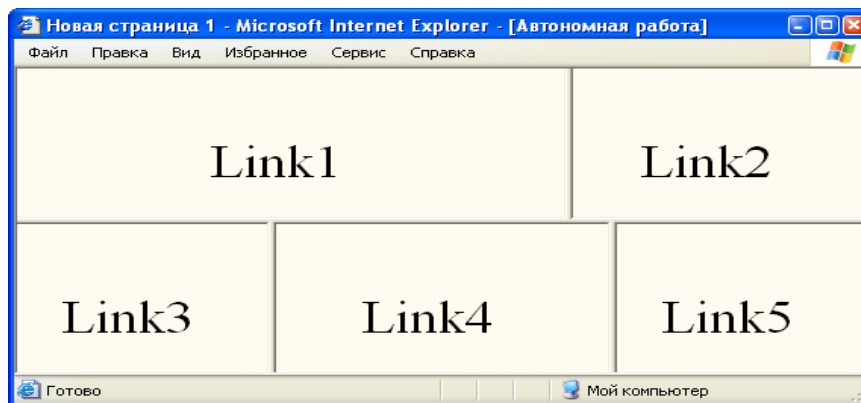 Новая страница 1 - Microsoft Internet Explorer - [Автономная работа]
Файл Правка Вид Избранное Сервис Справка
Link1 Link2
Link3 Link4 Link5
Готово Мой компьютер